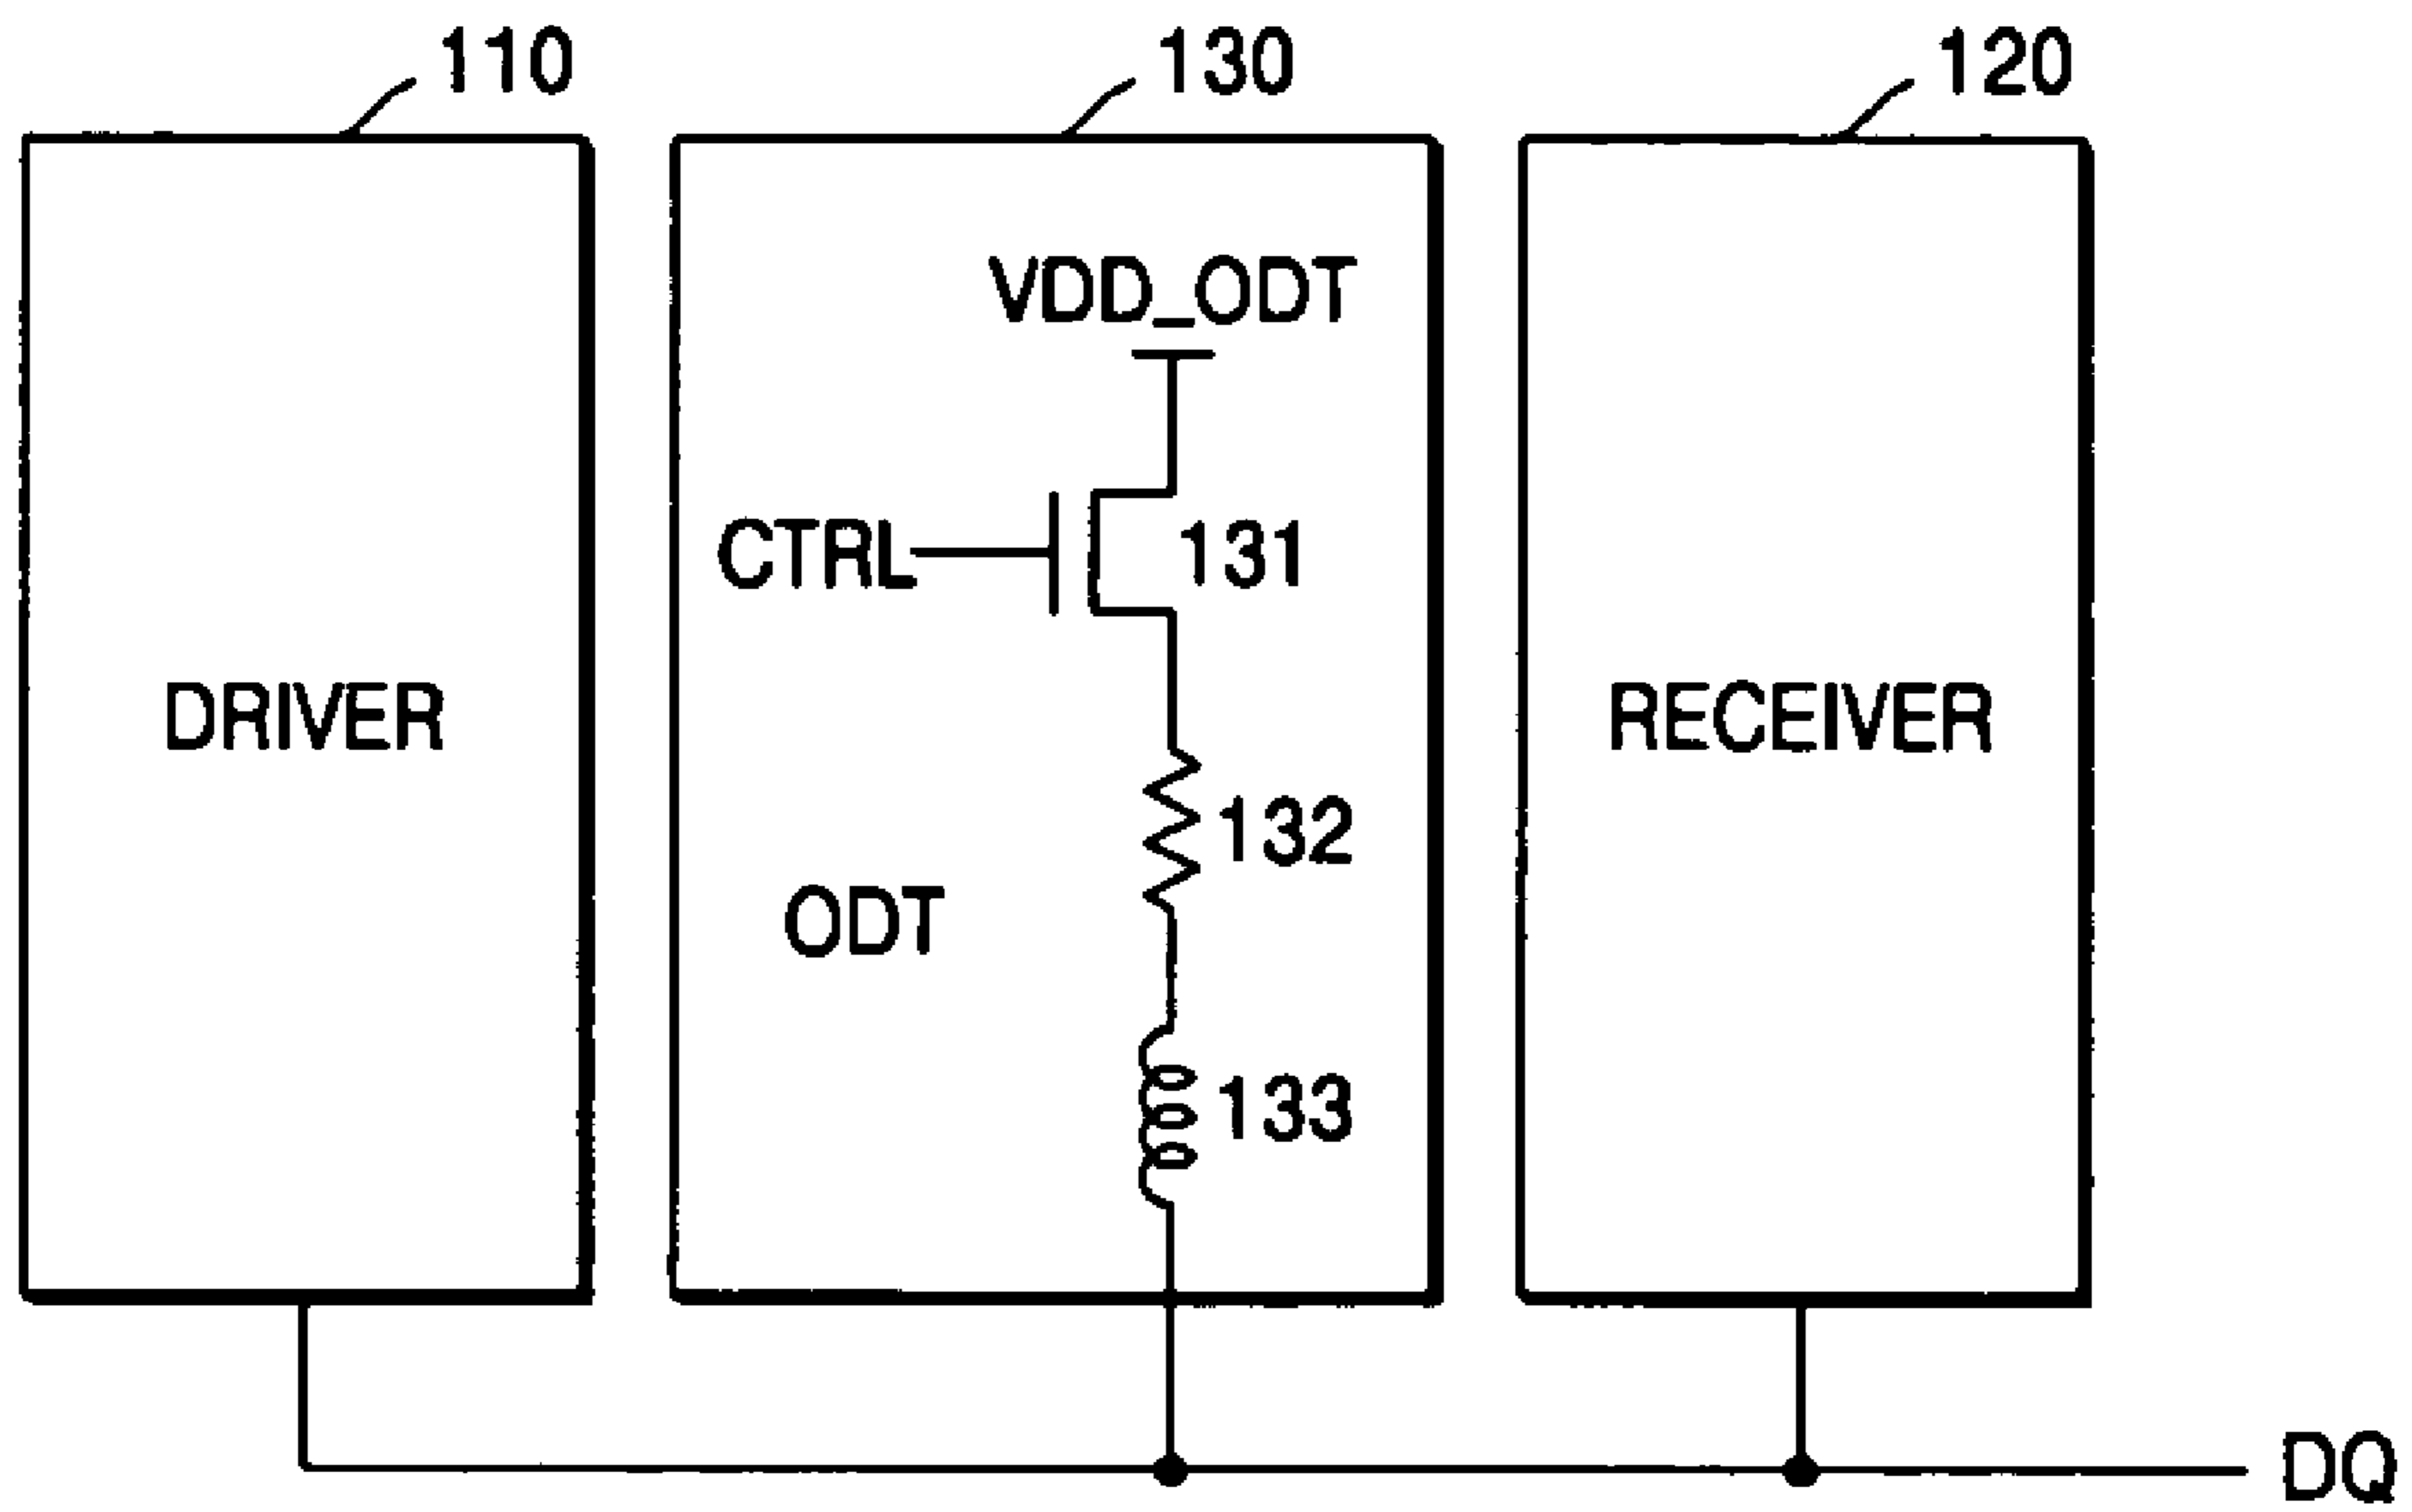 110
130
120
VDD_ODT
CTRL
131
DRIVER
RECEIVER
132
ODT
133
DQ